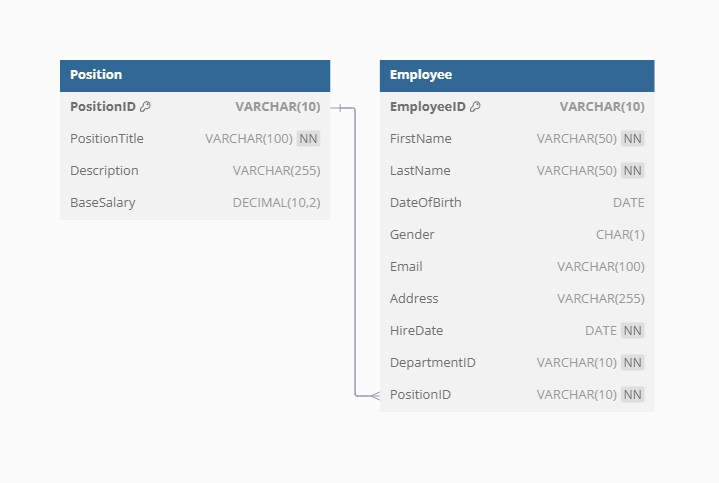 Position
PositionID VARCHAR(10)
PositionTitle VARCHAR(100) NN
Description VARCHAR(255)
BaseSalary DECIMAL(10,2)
Employee
EmployeeID VARCHAR(10)
FirstName VARCHAR(50) NN
LastName VARCHAR(50) NN
DateOfBirth DATE
Gender CHAR(1)
Email VARCHAR(100)
Address VARCHAR(255)
HireDate DATE NN
DepartmentID VARCHAR(10) NN
PositionID VARCHAR(10) NN